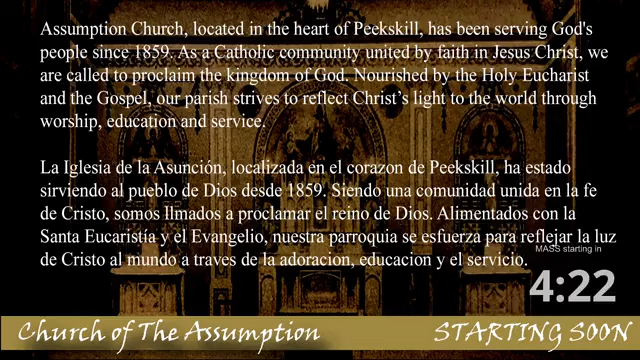 Assumption Church, located in the heart of Peekskill, has been serving God's
people since 1859. As a Catholic community united by faith in Jesus Christ, we
are called to proclaim the kingdom of God. Nourished by the Holy Eucharist
and the Gospel, our parish strives to reflect Christ’s light to the world through
worship, education and service.
La Iglesia de la Asunción, localizada en el corazon de Peekskill, ha estado
sirviendo al pueblo de Dios desde 1859. Siendo una comunidad unida en la fe
de Cristo, somos llmados a proclamar el reino de Dios. Alimentados con la
Santa Eucaristía y el Evangelio, nuestra parroquia se esfuerza para reflejar la luz
de Cristo al mundo a traves de la adoracion, educacion y el servicio.
MASS starting in
4:22
Church of The Assumption
STARTING SOON